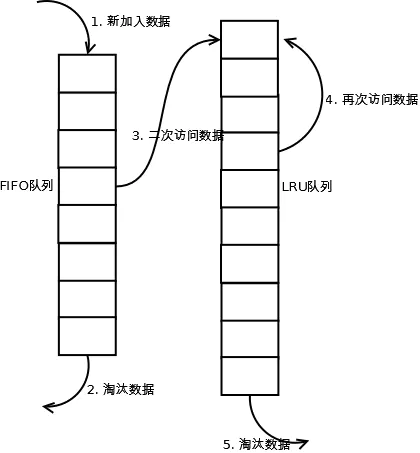 1. 新加入数据
FIFO队列
2. 淘汰数据
3. 二次访问数据
4. 再次访问数据
LRU队列
5. 淘汰数据